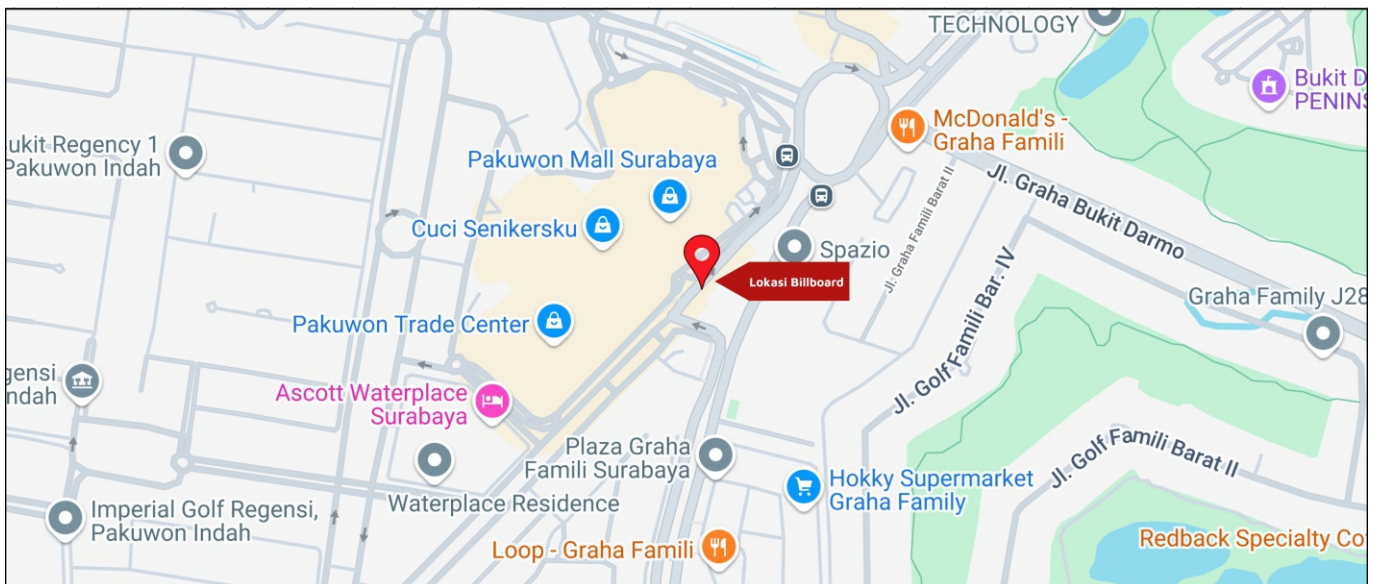 TECHNOLOGY
Bukit D
PENINS
McDonald's -
Graha Famili
ukit Regency 1
Pakuwon Indah
Pakuwon Mall Surabaya
Jl. Graha Bukit Darmo
Jl. Graha Famili Barat II
Cuci Senikersku
Spazio
Lokasi Billboard
Jl. Golf Famili Bar. IV
Graha Family J28
Pakuwon Trade Center
gensi
ndah
Ascott Waterplace
Surabaya
Plaza Graha
Famili Surabaya
Jl. Golf Famili Barat II
Hokky Supermarket
Graha Family
Waterplace Residence
Imperial Golf Regensi,
Pakuwon Indah
Loop - Graha Famili
Redback Specialty Co